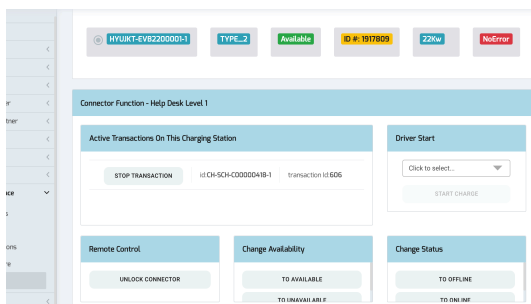 HYUJKT-EVB2200001-1 TYPE_2 Available ID #: 1917809 22Kw NoError
Connector Function - Help Desk Level 1
Active Transactions On This Charging Station
Driver Start
STOP TRANSACTION id:CH-SCH-C00000418-1 transaction Id:606
Click to select...
START CHARGE
Remote Control
Change Availability
Change Status
UNLOCK CONNECTOR
TO AVAILABLE
TO OFFLINE
TO UNAVAILABLE
TO ONLINE